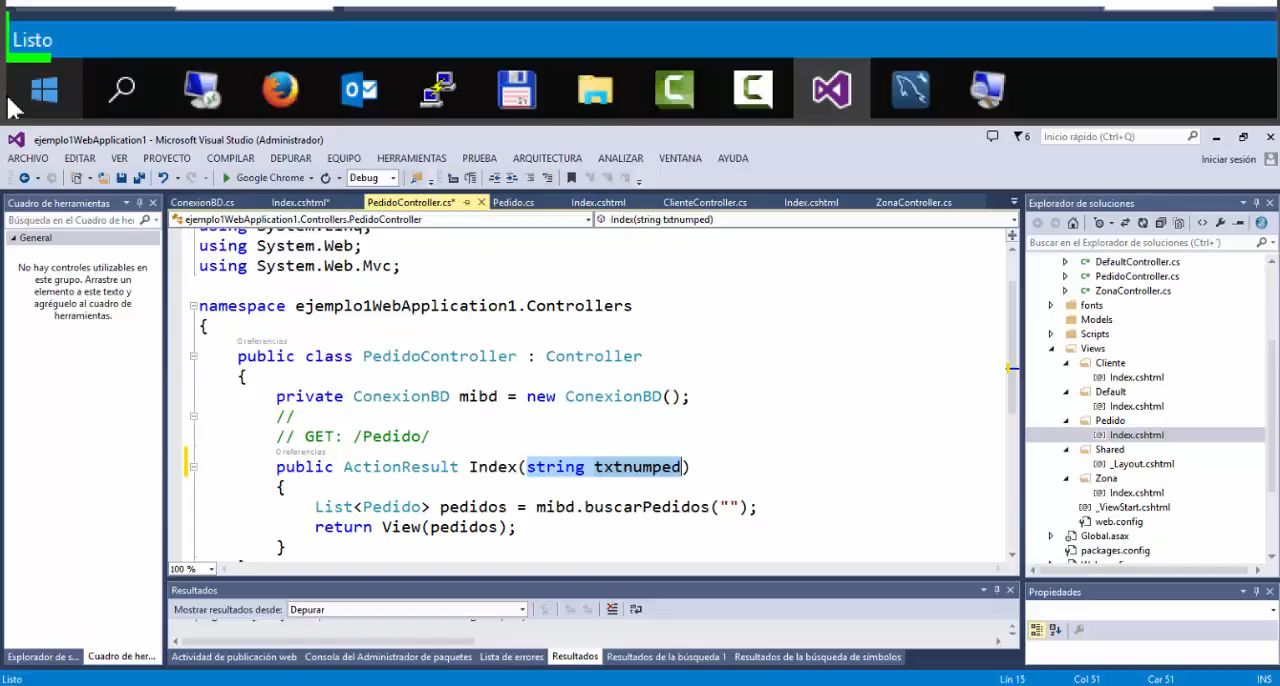 Listo
ejemplo1WebApplication1 - Microsoft Visual Studio (Administrador)
6
Inicio rápido (Ctrl+Q)
ARCHIVO EDITAR VER PROYECTO COMPILAR DEPURAR EQUIPO HERRAMIENTAS PRUEBA ARQUITECTURA ANALIZAR VENTANA AYUDA
Iniciar sesión
Google Chrome
Debug
Cuadro de herramientas
ConexionBD.cs Index.cshtml* PedidoController.cs* Pedido.cs Index.cshtml ClienteController.cs Index.cshtml ZonaController.cs
Explorador de soluciones
Búsqueda en el Cuadro de her
ejemplo1WebApplication1.Controllers.PedidoController
Index(string txtnumped)
General
Buscar en el Explorador de soluciones (Ctrl+')
No hay controles utilizables en
este grupo. Arrastre un
elemento a este texto y
agréguelo al cuadro de
herramientas.
using System.Linq;
using System.Web;
using System.Web.Mvc;
namespace ejemplo1WebApplication1.Controllers
{
0 referencias
public class PedidoController : Controller
{
private ConexionBD mibd = new ConexionBD();
//
// GET: /Pedido/
0 referencias
public ActionResult Index(string txtnumped)
{
List<Pedido> pedidos = mibd.buscarPedidos("");
return View(pedidos);
}
100 %
DefaultController.cs
PedidoController.cs
ZonaController.cs
fonts
Models
Scripts
Views
Cliente
Index.cshtml
Default
Index.cshtml
Pedido
Index.cshtml
Shared
_Layout.cshtml
Zona
Index.cshtml
_ViewStart.cshtml
web.config
Global.asax
packages.config
Resultados
Mostrar resultados desde: Depurar
Propiedades
Explorador de s... Cuadro de her...
Actividad de publicación web Consola del Administrador de paquetes Lista de errores Resultados Resultados de la búsqueda 1 Resultados de la búsqueda de símbolos
Listo
Lín 15 Col 51 Car 51 INS